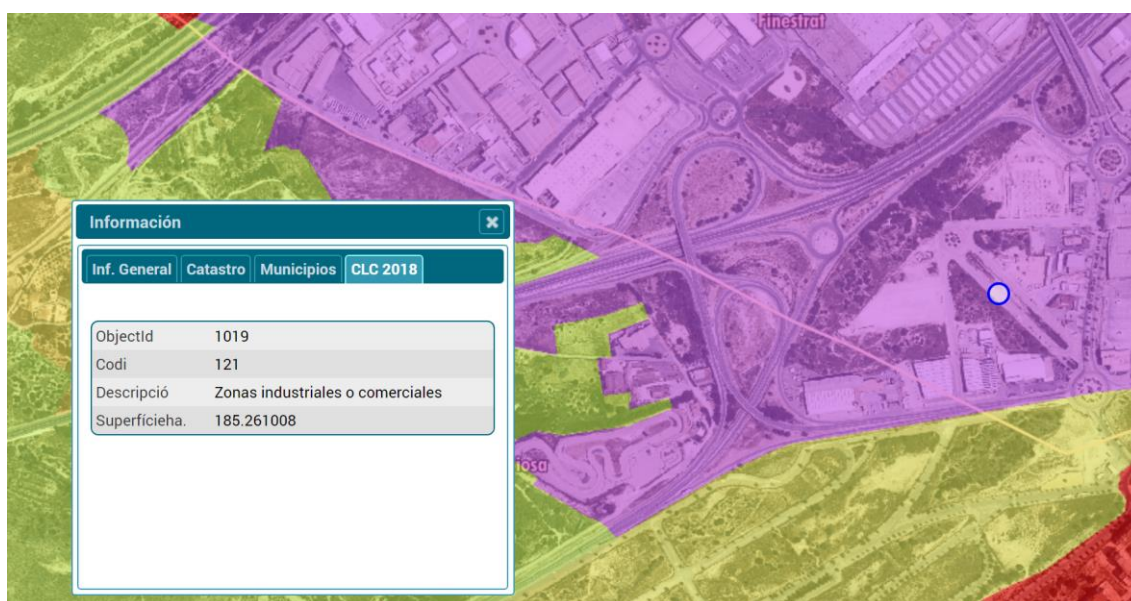 Finestrat
Información
Inf. General Catastro Municipios CLC 2018
ObjectId 1019
Codi 121
Descripció Zonas industriales o comerciales
Superfícieha. 185.261008
iosa